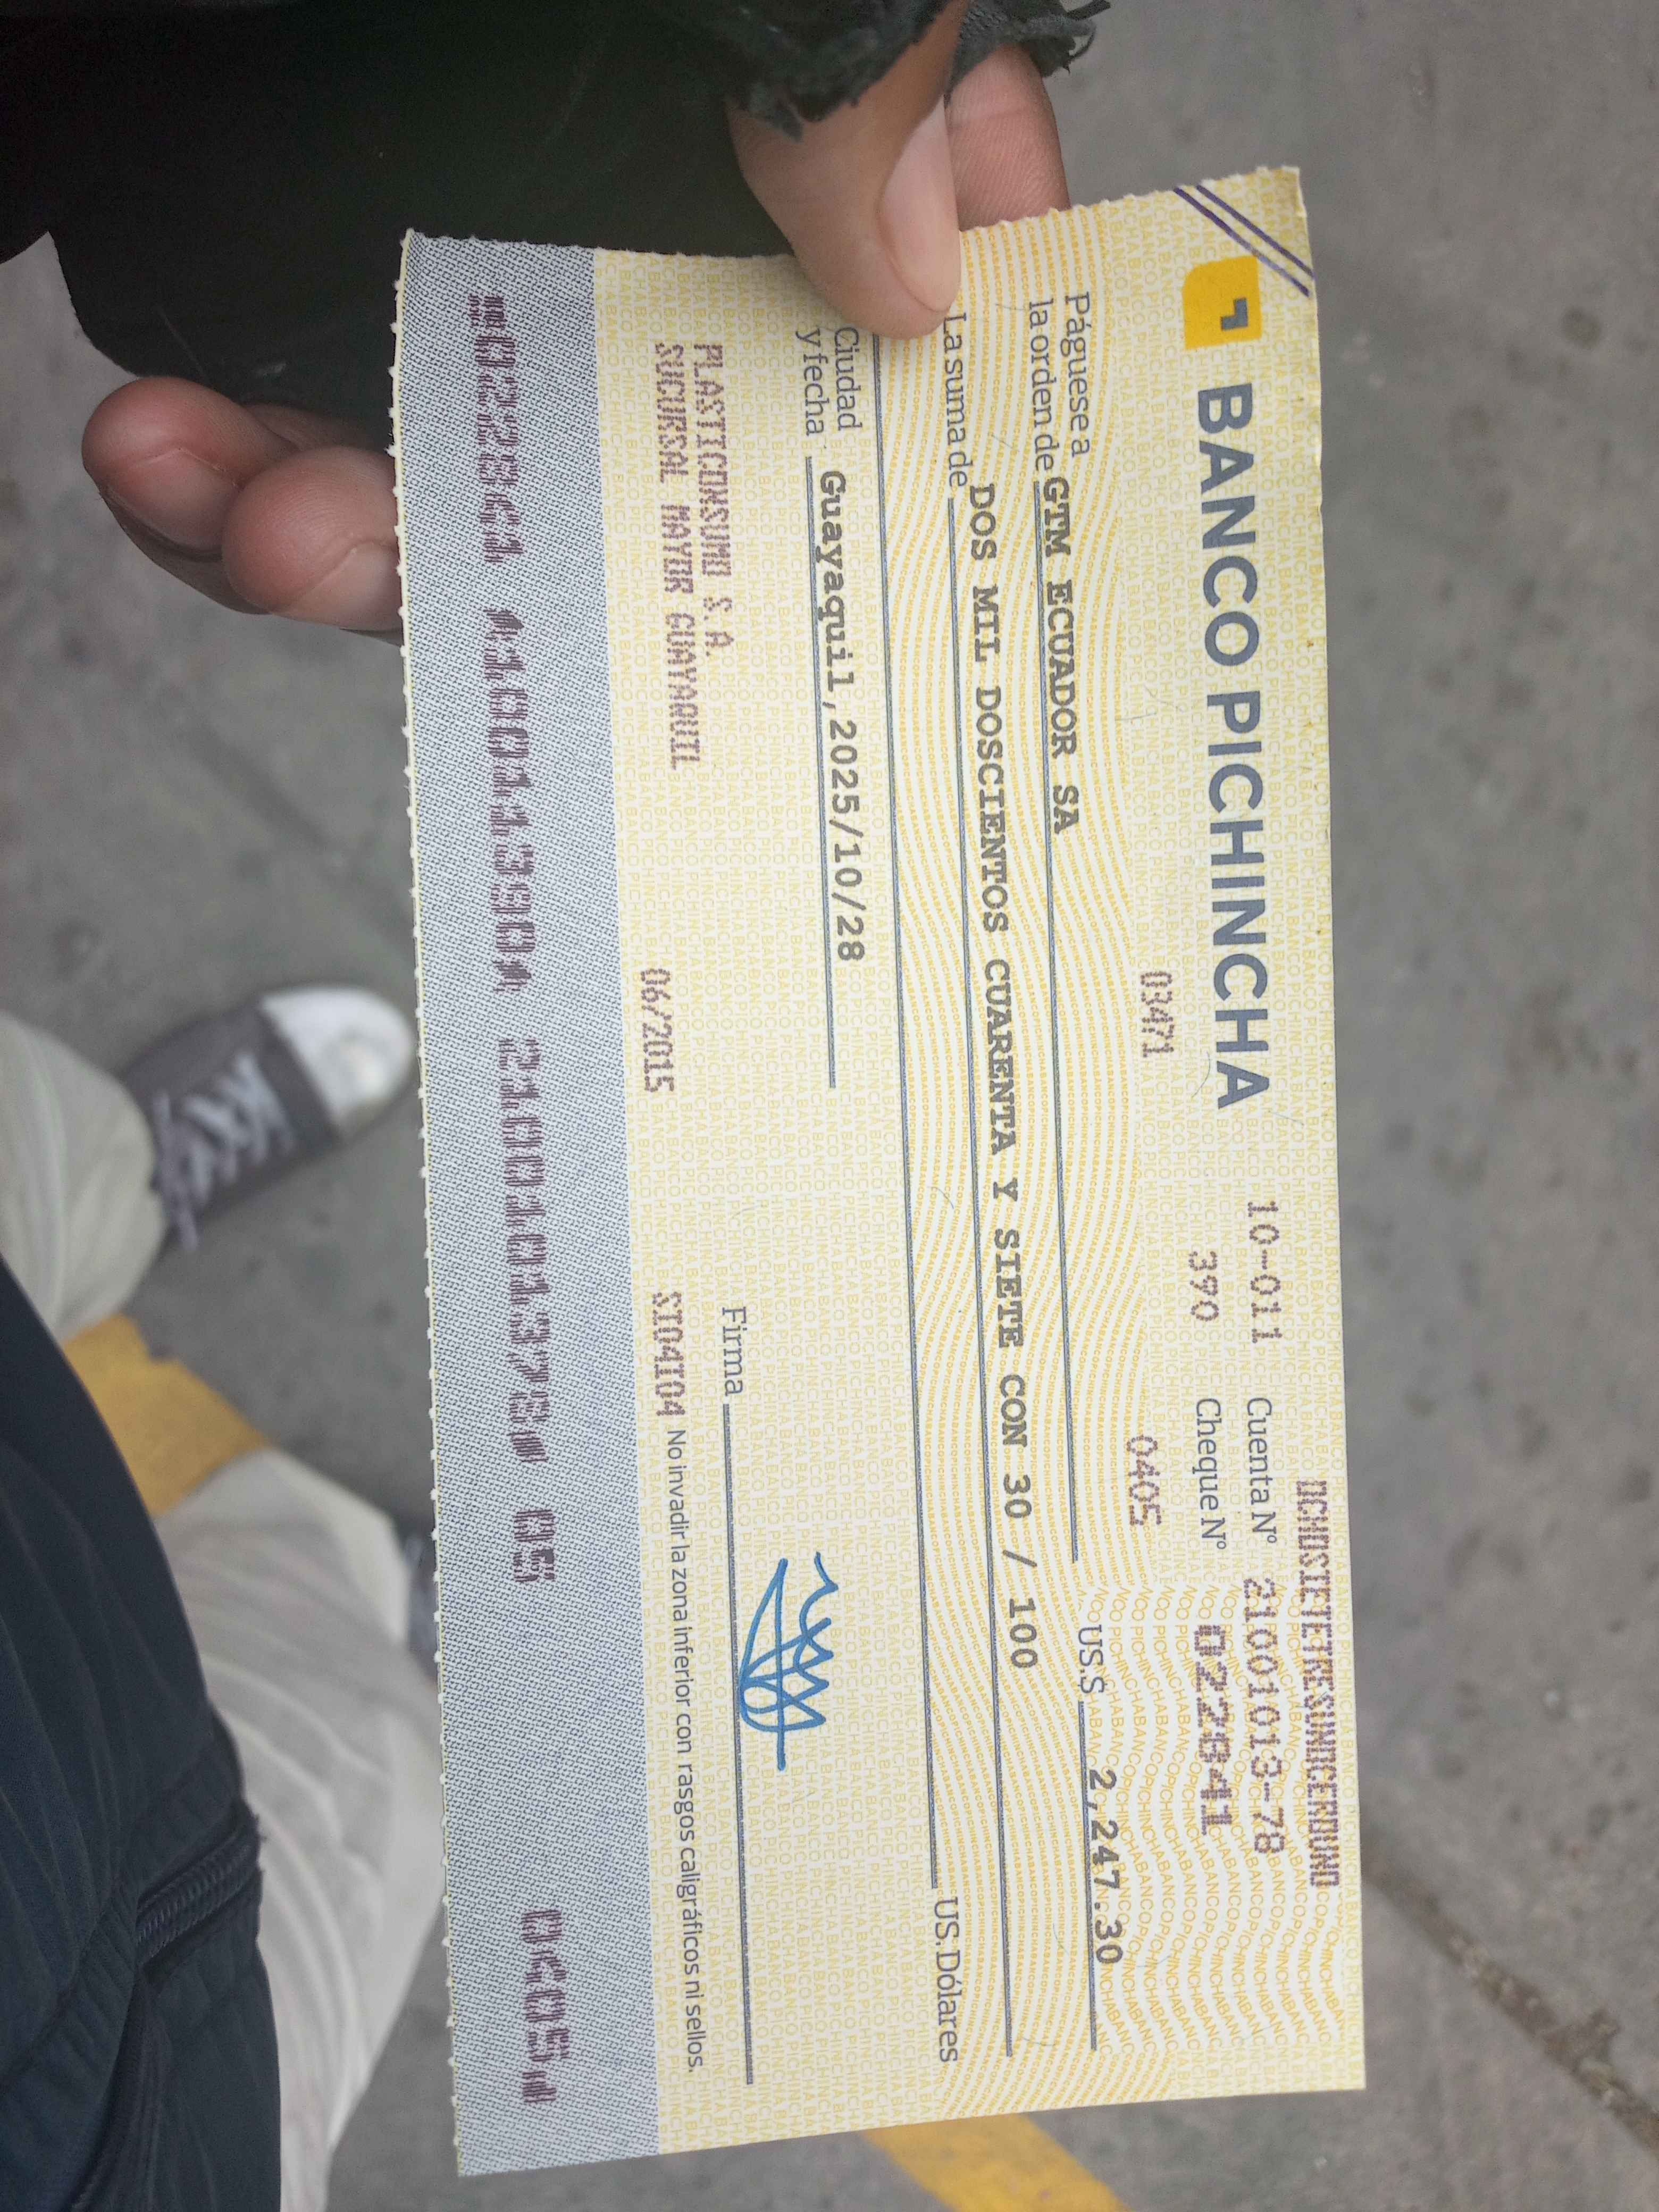 OCHOSIETETRESUNOCEROUNO
BANCO PICHINCHA 10-011 Cuenta Nº 21001013-78
390 Cheque Nº 022841
03471 0405
Páguese a
la orden de GTM ECUADOR SA US.$ 2,247.30
La suma de DOS MIL DOSCIENTOS CUARENTA Y SIETE CON 30 / 100
US.Dólares
Ciudad
y fecha Guayaquil, 2025/10/28
PLASTICONSUMO S.A. Firma
SUCURSAL MAYOR GUAYAQUIL 06/2015 No invadir la zona inferior con rasgos caligráficos ni sellos.